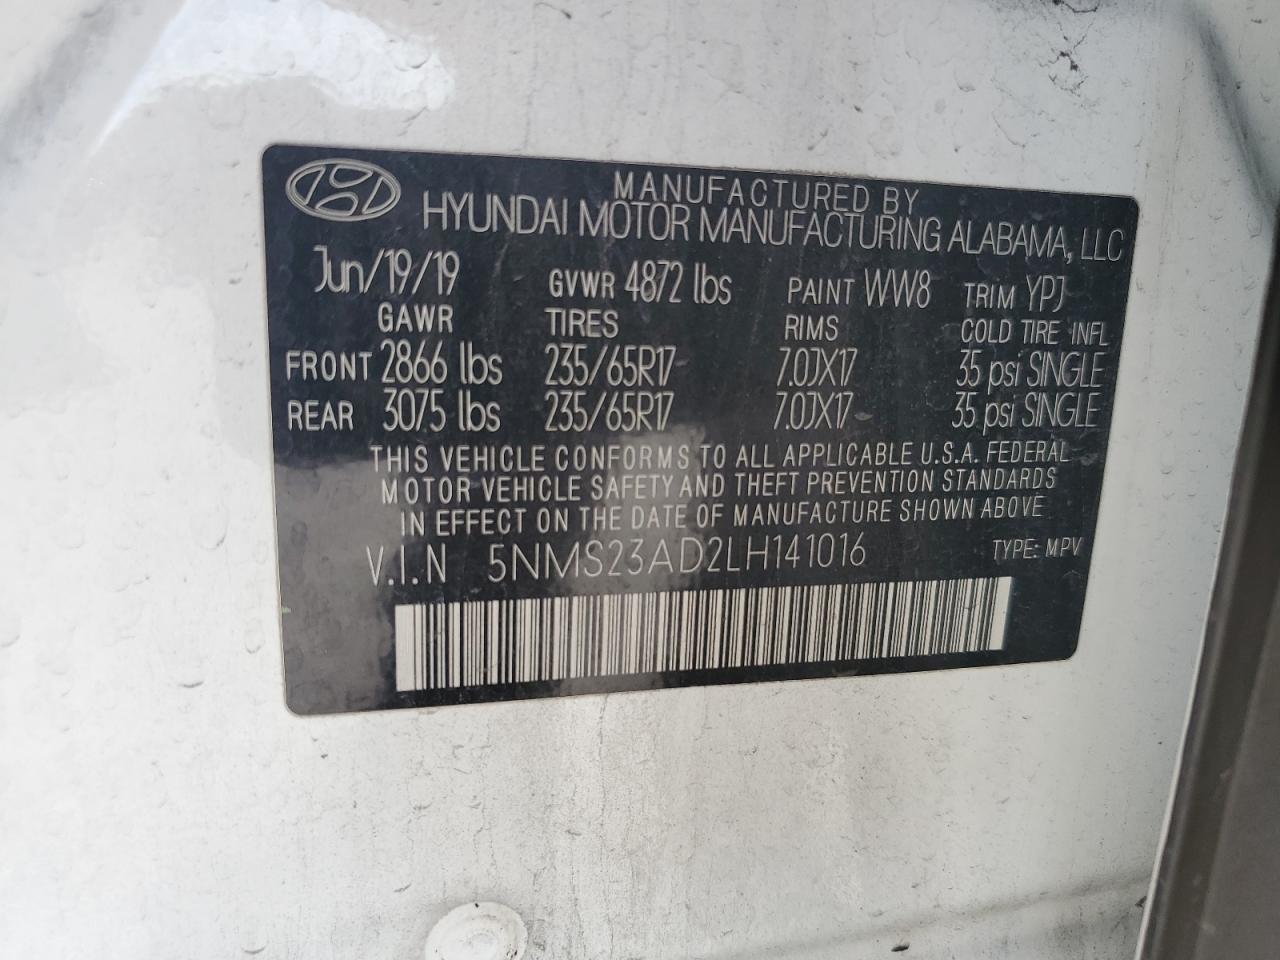 MANUFACTURED BY
HYUNDAI MOTOR MANUFACTURING ALABAMA, LLC
Jun/19/19 GVWR 4872 lbs PAINT WW8 TRIM YPJ
GAWR TIRES RIMS COLD TIRE INFL
FRONT 2866 lbs 235/65R17 7.0JX17 35 psi SINGLE
REAR 3075 lbs 235/65R17 7.0JX17 35 psi SINGLE
THIS VEHICLE CONFORMS TO ALL APPLICABLE U.S.A. FEDERAL
MOTOR VEHICLE SAFETY AND THEFT PREVENTION STANDARDS
IN EFFECT ON THE DATE OF MANUFACTURE SHOWN ABOVE
V.I.N 5NMS23AD2LH141016 TYPE: MPV